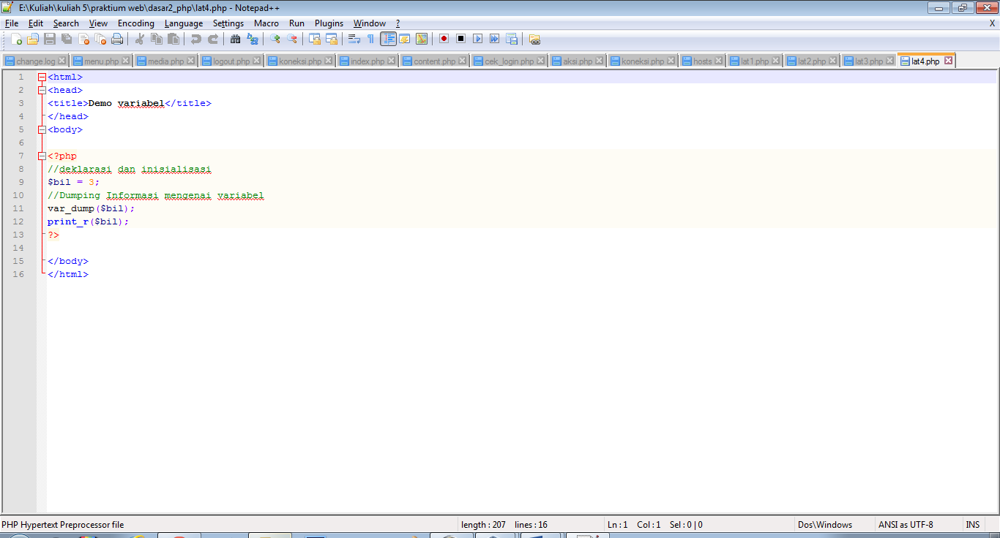 E:\Kuliah\kuliah 5\praktium web\dasar2_php\lat4.php - Notepad++
File Edit Search View Encoding Language Settings Macro Run Plugins Window ? X
change.log menu.php media.php logout.php koneksi.php index.php content.php cek_login.php aksi.php koneksi.php hosts lat1.php lat2.php lat3.php lat4.php
1 <html>
2 <head>
3 <title>Demo variabel</title>
4 </head>
5 <body>
6
7 <?php
8 //deklarasi dan inisialisasi
9 $bil = 3;
10 //Dumping Informasi mengenai variabel
11 var_dump($bil);
12 print_r($bil);
13 ?>
14
15 </body>
16 </html>
PHP Hypertext Preprocessor file length : 207 lines : 16 Ln : 1 Col : 1 Sel : 0 | 0 Dos\Windows ANSI as UTF-8 INS